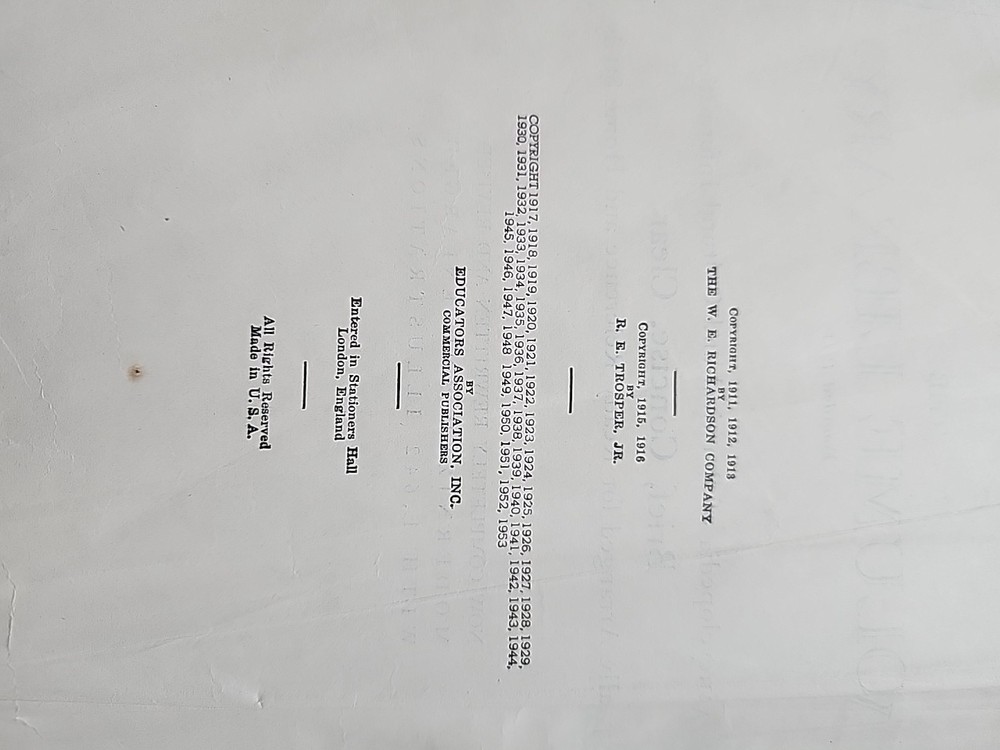 COPYRIGHT, 1911, 1912, 1913
BY
THE W. E. RICHARDSON COMPANY
COPYRIGHT, 1915, 1916
BY
R. E. TROSPER, JR.
COPYRIGHT 1917, 1918, 1919, 1920, 1921, 1922, 1923, 1924, 1925, 1926, 1927, 1928, 1929,
1930, 1931, 1932, 1933, 1934, 1935, 1936, 1937, 1938, 1939, 1940, 1941, 1942, 1943, 1944,
1945, 1946, 1947, 1948 1949, 1950, 1951, 1952, 1953
BY
EDUCATORS ASSOCIATION, INC.
COMMERCIAL PUBLISHERS
Entered in Stationers Hall
London, England
All Rights Reserved
Made in U. S. A.